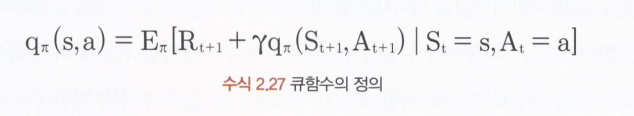 qπ(s,a) = Eπ[Rt+1 + γqπ(St+1,At+1) | St = s,At = a]
수식 2.27 큐함수의 정의